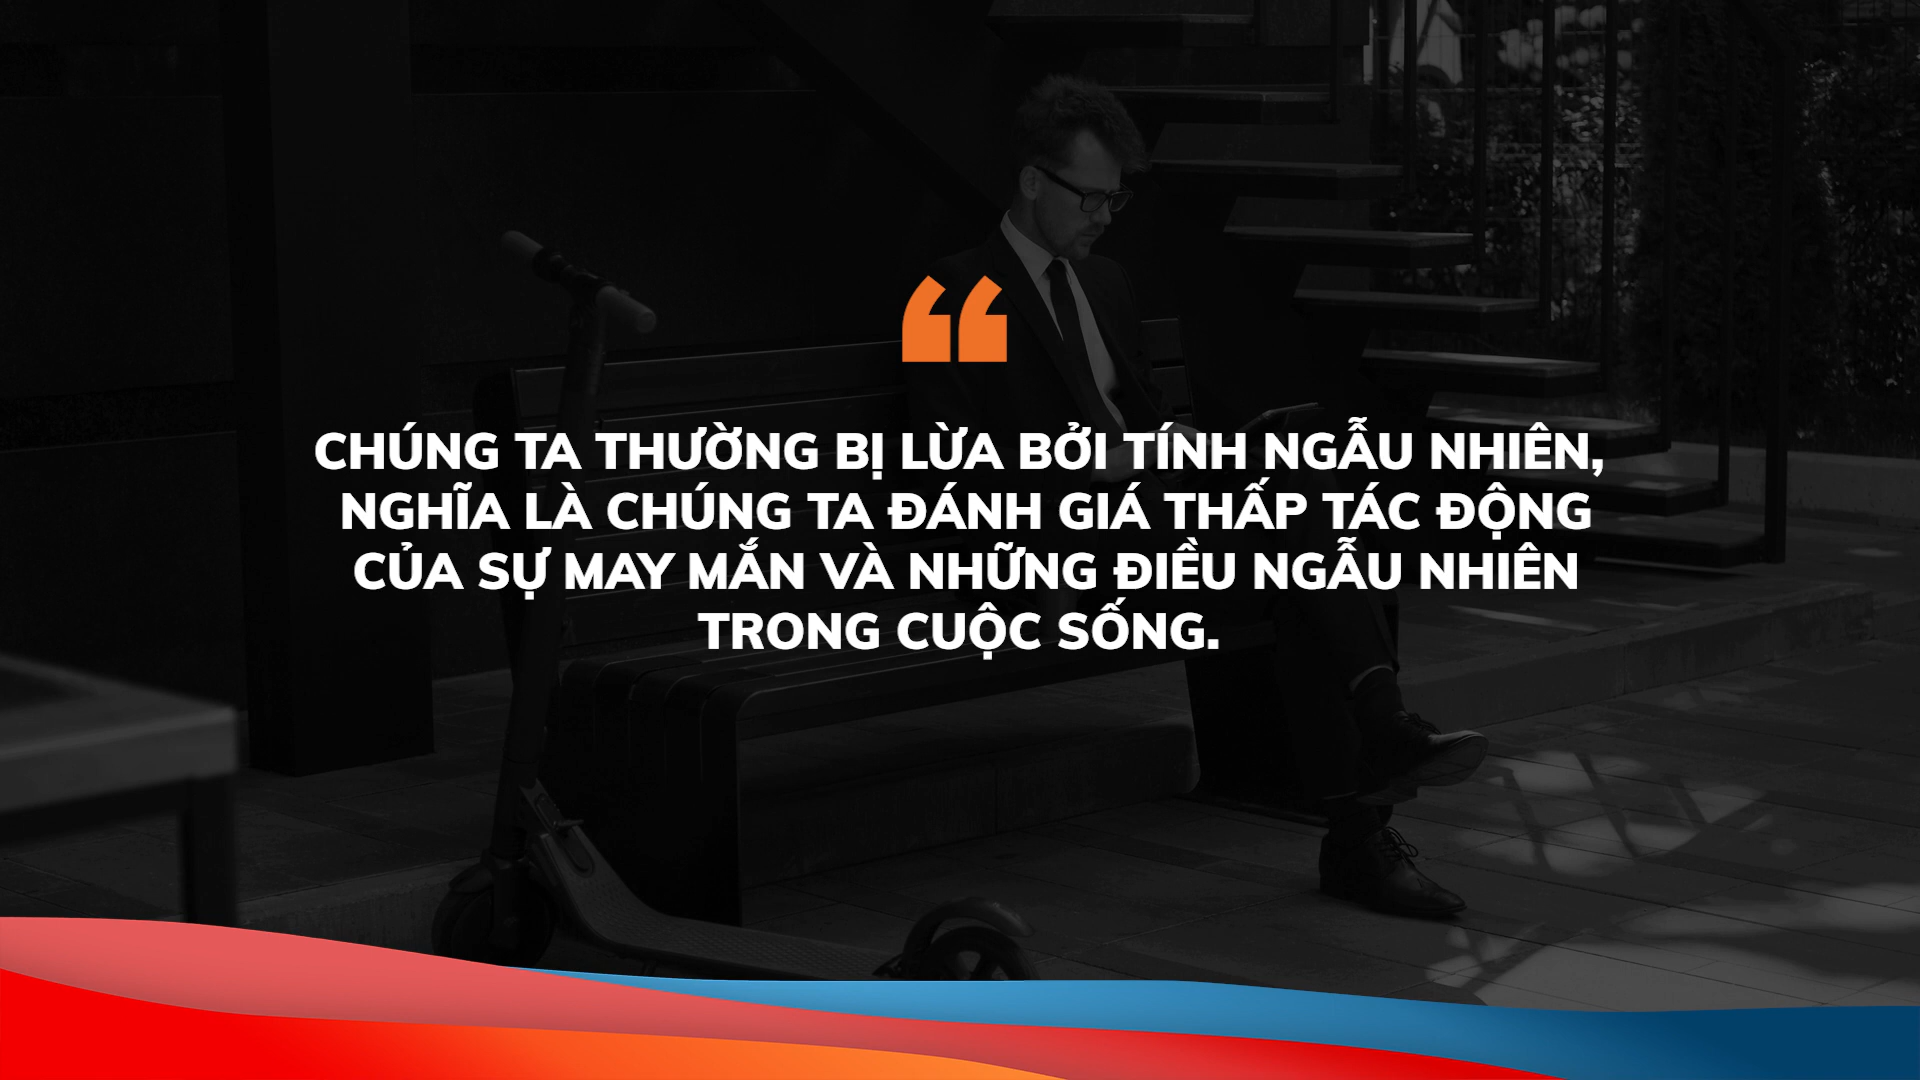 CHÚNG TA THƯỜNG BỊ LỪA BỞI TÍNH NGẪU NHIÊN,
NGHĨA LÀ CHÚNG TA ĐÁNH GIÁ THẤP TÁC ĐỘNG
CỦA SỰ MAY MẮN VÀ NHỮNG ĐIỀU NGẪU NHIÊN
TRONG CUỘC SỐNG.